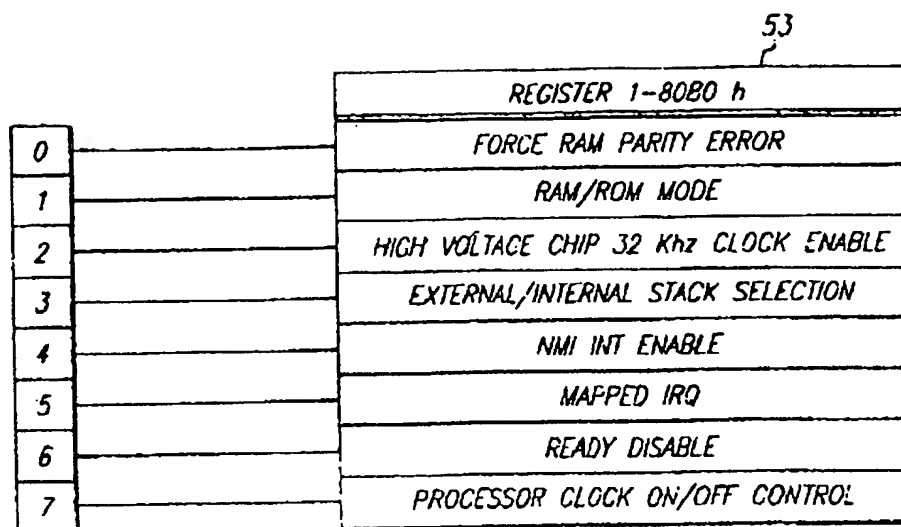 53
REGISTER 1-8080 h
0 FORCE RAM PARITY ERROR
1 RAM/ROM MODE
2 HIGH VOLTACE CHIP 32 Khz CLOCK ENABLE
3 EXTERNAL/INTERNAL STACK SELECTION
4 NMI INT ENABLE
5 MAPPED IRQ
6 READY DISABLE
7 PROCESSOR CLOCK ON/OFF CONTROL